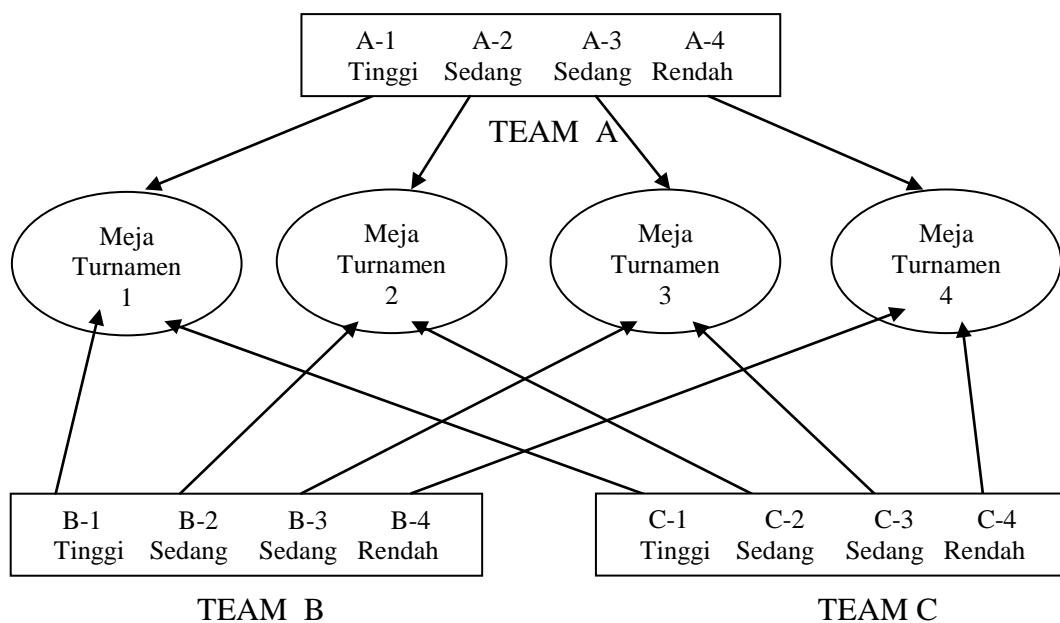 A-1 A-2 A-3 A-4
Tinggi Sedang Sedang Rendah
TEAM A
Meja
Turnamen
1
Meja
Turnamen
2
Meja
Turnamen
3
Meja
Turnamen
4
B-1 B-2 B-3 B-4
Tinggi Sedang Sedang Rendah
TEAM B
C-1 C-2 C-3 C-4
Tinggi Sedang Sedang Rendah
TEAM C